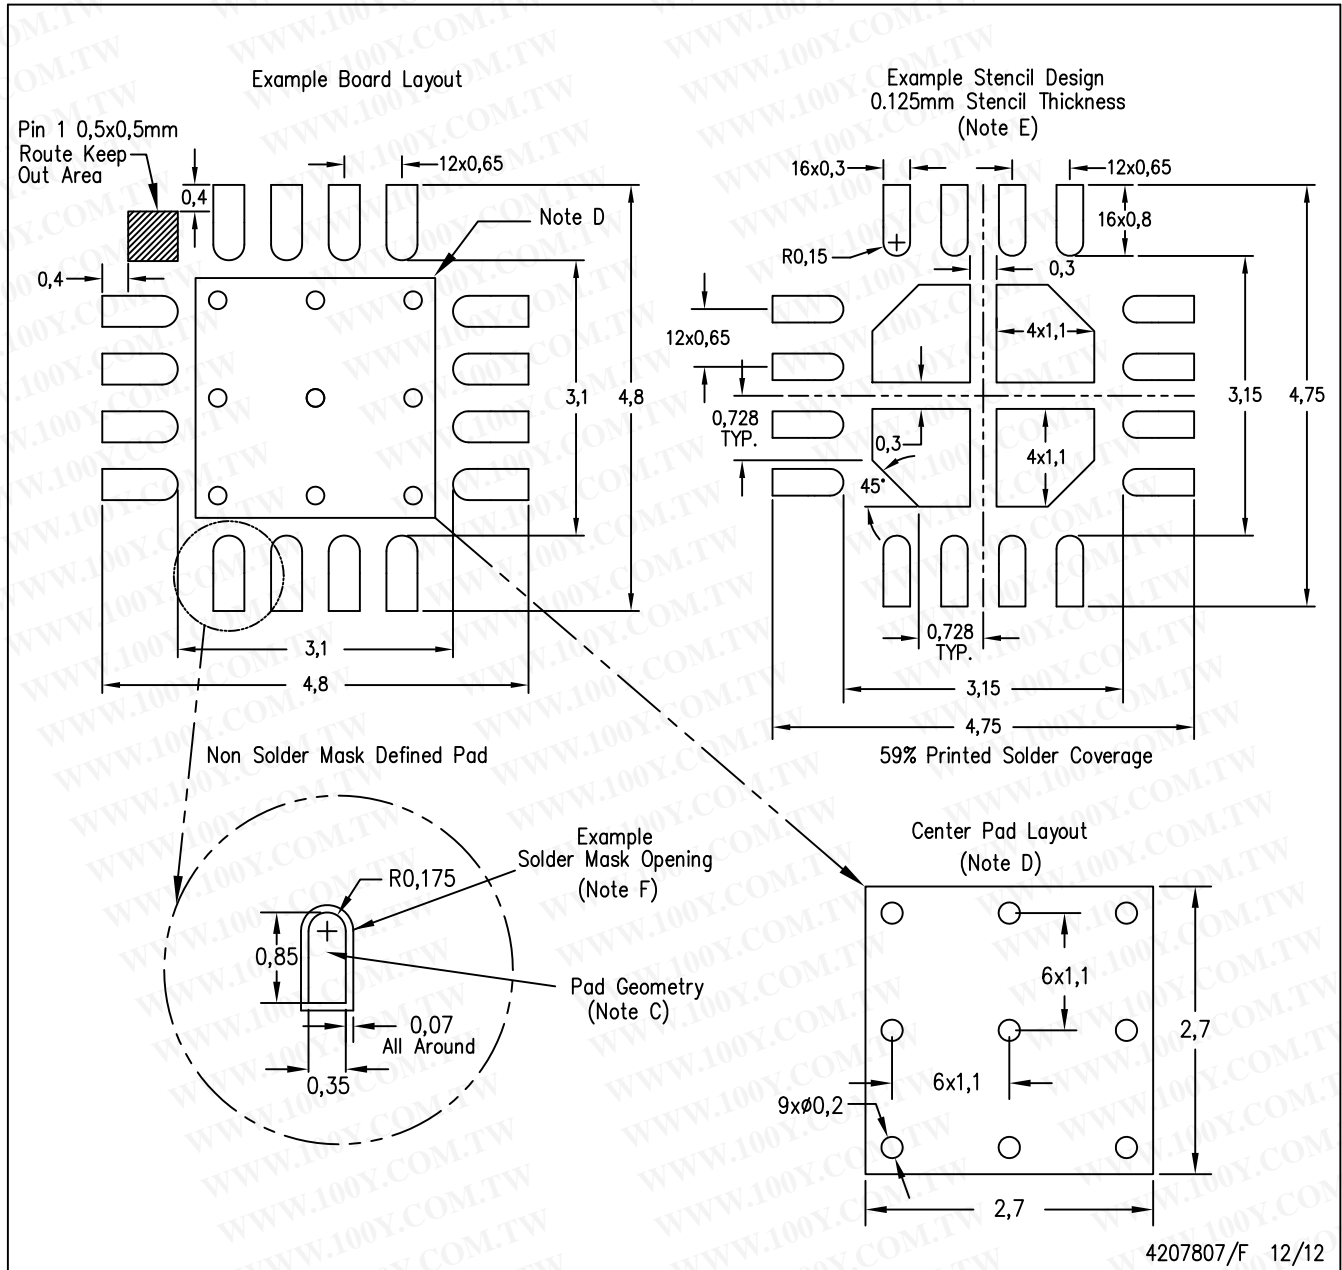 Example Board Layout
Pin 1 0,5x0,5mm
Route Keep
Out Area
12x0,65
0,4
Note D
0,4
3,1
4,8
3,1
4,8
Example Stencil Design
0.125mm Stencil Thickness
(Note E)
16x0,3
12x0,65
16x0,8
R0,15
0,3
12x0,65
4x1,1
0,728
TYP.
0,3
4x1,1
45°
3,15
4,75
0,728
TYP.
3,15
4,75
59% Printed Solder Coverage
Non Solder Mask Defined Pad
Example
Solder Mask Opening
(Note F)
R0,175
0,85
Pad Geometry
(Note C)
0,07
All Around
0,35
Center Pad Layout
(Note D)
6x1,1
2,7
6x1,1
9xø0,2
2,7
4207807/F 12/12
WWW.100Y.COM.TW